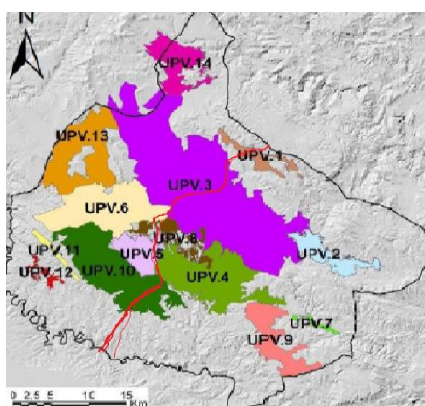 N
UPV.14
UPV.13
UPV.1
UPV.3
UPV.6
UPV.8
UPV.11
UPV.5
UPV.2
UPV.12
UPV.10
UPV.4
UPV.7
UPV.9
0 2.5 5 10 15
Km